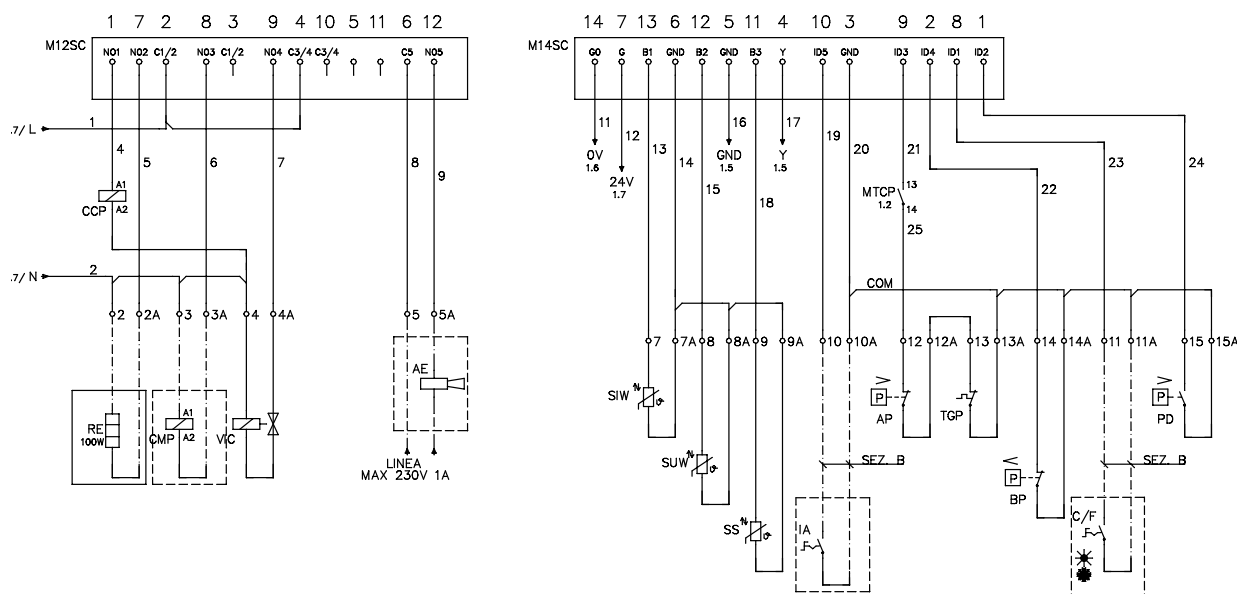 1 7 2 8 3 9 4 10 5 11 6 12
M12SC
NO1 NO2 C1/2 NO3 C1/2 NO4 C3/4 C3/4 C5 NO5
.7/ L 1
4 5 6 7 8 9
A1
CCP A2
.7/ N 2
2 2A 3 3A 4 4A 5 5A
AE
RE
100W
A1
CMP A2
VIC
LINEA
MAX 230V 1A
14 7 13 6 12 5 11 4 10 3 9 2 8 1
M14SC
G0 G B1 GND B2 GND B3 Y ID5 GND ID3 ID4 ID1 ID2
11 12 13 14 15 16 17 18 19 20 21 22 23 24
0V
1.6
24V
1.7
GND
1.5
Y
1.5
MTCP 13
1.2 14
25
COM
7 7A 8 8A 9 9A 10 10A 12 12A 13 13A 14 14A 11 11A 15 15A
SIW
>
P
AP
TGP
>
P
PD
SUW
SEZ. B
SEZ. B
<
P
BP
SS
IA
C/F